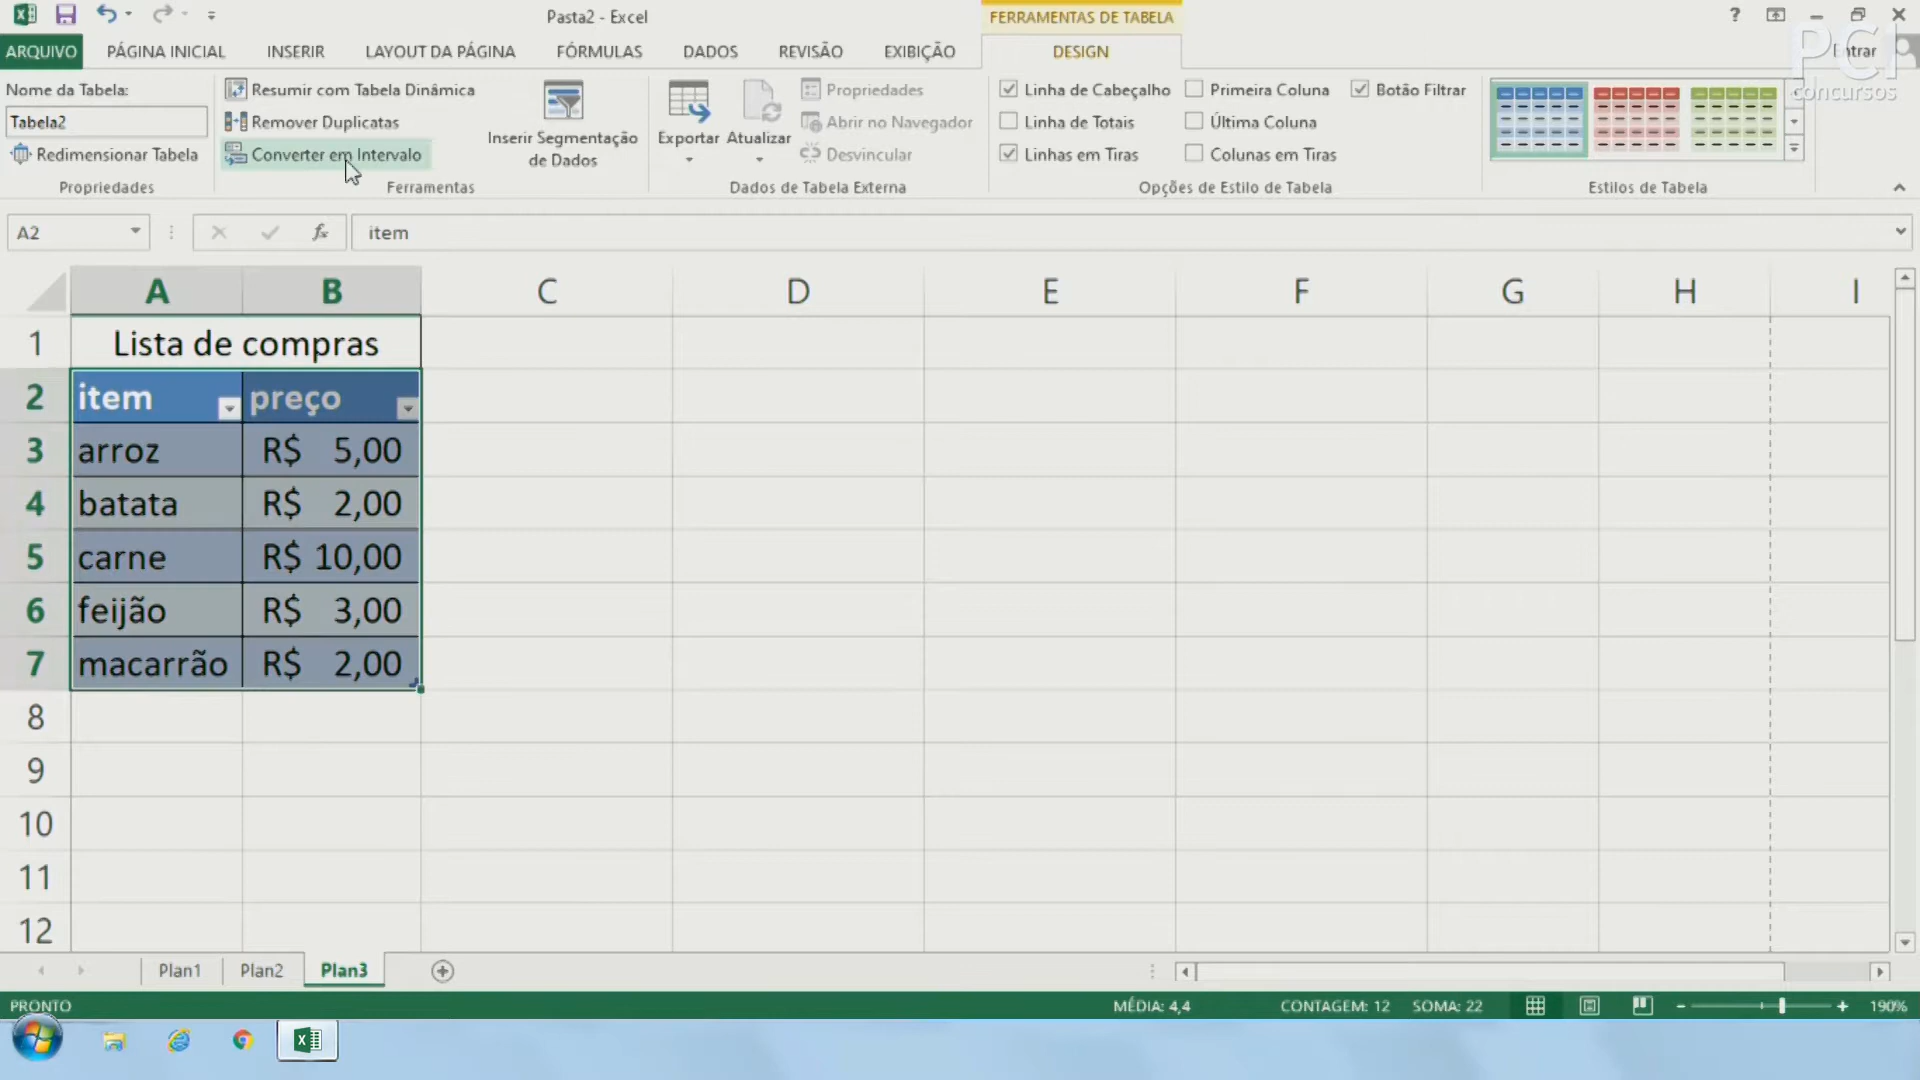 Pasta2 - Excel
FERRAMENTAS DE TABELA
?
ARQUIVO
PÁGINA INICIAL
INSERIR
LAYOUT DA PÁGINA
FÓRMULAS
DADOS
REVISÃO
EXIBIÇÃO
DESIGN
Entrar
PCI
concursos
Nome da Tabela:
Tabela2
Redimensionar Tabela
Propriedades
Resumir com Tabela Dinâmica
Remover Duplicatas
Converter em Intervalo
Inserir Segmentação
de Dados
Ferramentas
Exportar
Atualizar
Propriedades
Abrir no Navegador
Desvincular
Dados de Tabela Externa
Linha de Cabeçalho
Linha de Totais
Linhas em Tiras
Primeira Coluna
Última Coluna
Colunas em Tiras
Botão Filtrar
Opções de Estilo de Tabela
Estilos de Tabela
A2
fx
item
A B C D E F G H I
1 Lista de compras
2 item preço
3 arroz R$ 5,00
4 batata R$ 2,00
5 carne R$ 10,00
6 feijão R$ 3,00
7 macarrão R$ 2,00
8
9
10
11
12
Plan1 Plan2 Plan3
PRONTO
MÉDIA: 4,4
CONTAGEM: 12
SOMA: 22
190%